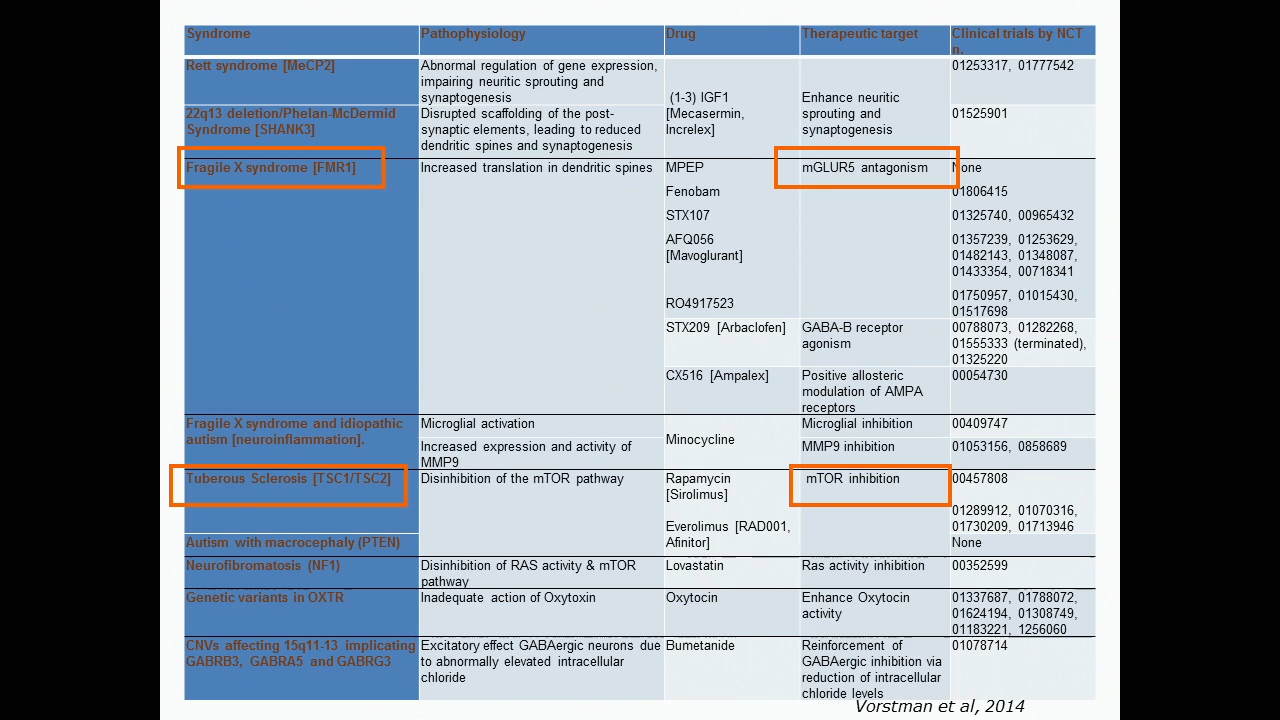 Syndrome
Pathophysiology
Drug
Therapeutic target
Clinical trials by NCT
n.
Rett syndrome [MeCP2]
Abnormal regulation of gene expression,
impairing neuritic sprouting and
synaptogenesis
(1-3) IGF1
[Mecasermin,
Increlex]
Enhance neuritic
sprouting and
synaptogenesis
01253317, 01777542
22q13 deletion/Phelan-McDermid
Syndrome [SHANK3]
Disrupted scaffolding of the post-
synaptic elements, leading to reduced
dendritic spines and synaptogenesis
01525901
Fragile X syndrome [FMR1]
Increased translation in dendritic spines
MPEP
mGLUR5 antagonism
None
Fenobam
01806415
STX107
01325740, 00965432
AFQ056
[Mavoglurant]
01357239, 01253629,
01482143, 01348087,
01433354, 00718341
RO4917523
01750957, 01015430,
01517698
STX209 [Arbaclofen]
GABA-B receptor
agonism
00788073, 01282268,
01555333 (terminated),
01325220
CX516 [Ampalex]
Positive allosteric
modulation of AMPA
receptors
00054730
Fragile X syndrome and idiopathic
autism [neuroinflammation].
Microglial activation
Minocycline
Microglial inhibition
00409747
Increased expression and activity of
MMP9
MMP9 inhibition
01053156, 0858689
Tuberous Sclerosis [TSC1/TSC2]
Disinhibition of the mTOR pathway
Rapamycin
[Sirolimus]
mTOR inhibition
00457808
Everolimus [RAD001,
Afinitor]
01289912, 01070316,
01730209, 01713946
Autism with macrocephaly (PTEN)
None
Neurofibromatosis (NF1)
Disinhibition of RAS activity & mTOR
pathway
Lovastatin
Ras activity inhibition
00352599
Genetic variants in OXTR
Inadequate action of Oxytoxin
Oxytocin
Enhance Oxytocin
activity
01337687, 01788072,
01624194, 01308749,
01183221, 1256060
CNVs affecting 15q11-13 implicating
GABRB3, GABRA5 and GABRG3
Excitatory effect GABAergic neurons due
to abnormally elevated intracellular
chloride
Bumetanide
Reinforcement of
GABAergic inhibition via
reduction of intracellular
chloride levels
01078714
Vorstman et al, 2014